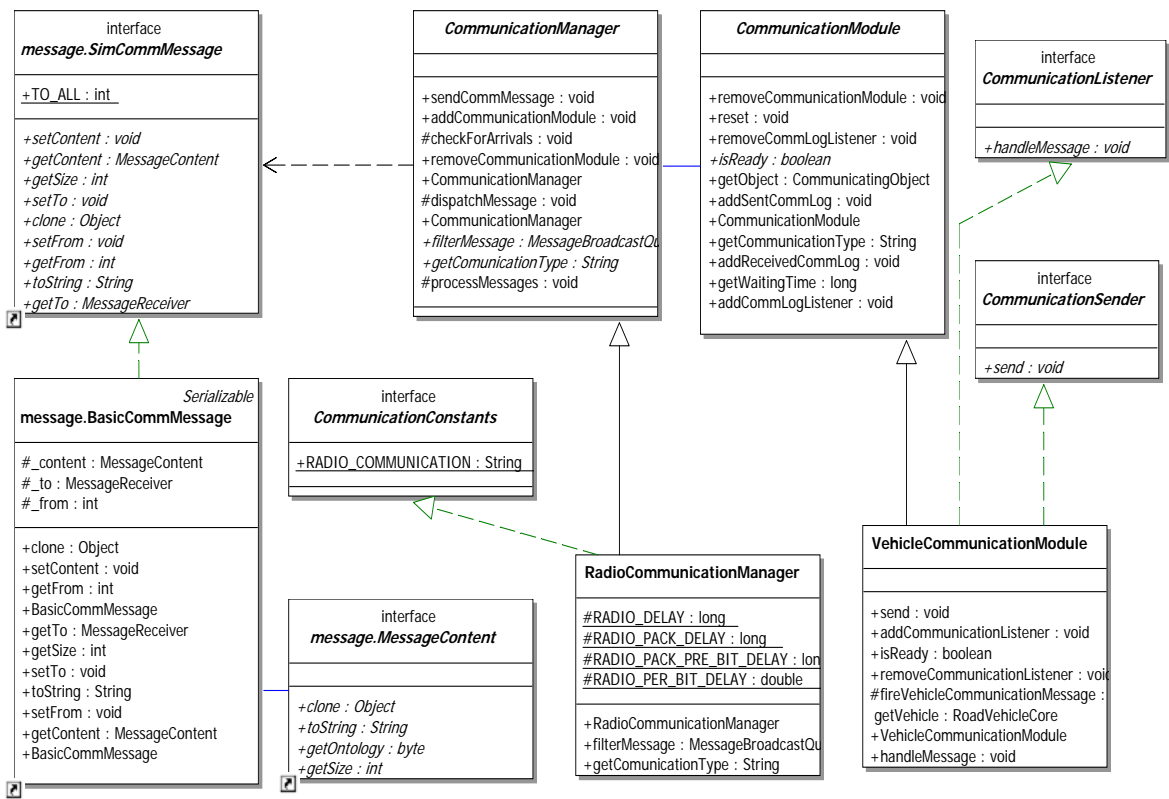 interface
message.SimCommMessage
+TO_ALL : int
+setContent : void
+getContent : MessageContent
+getSize : int
+setTo : void
+clone : Object
+setFrom : void
+getFrom : int
+toString : String
+getTo : MessageReceiver
CommunicationManager
+sendCommMessage : void
+addCommunicationModule : void
#checkForArrivals : void
+removeCommunicationModule : void
+CommunicationManager
#dispatchMessage : void
+CommunicationManager
+filterMessage : MessageBroadcastQu
+getComunicationType : String
#processMessages : void
CommunicationModule
+removeCommunicationModule : void
+reset : void
+removeCommLogListener : void
+isReady : boolean
+getObject : CommunicatingObject
+addSentCommLog : void
+CommunicationModule
+getCommunicationType : String
+addReceivedCommLog : void
+getWaitingTime : long
+addCommLogListener : void
interface
CommunicationListener
+handleMessage : void
interface
CommunicationSender
+send : void
Serializable
message.BasicCommMessage
#_content : MessageContent
#_to : MessageReceiver
#_from : int
+clone : Object
+setContent : void
+getFrom : int
+BasicCommMessage
+getTo : MessageReceiver
+getSize : int
+setTo : void
+toString : String
+setFrom : void
+getContent : MessageContent
+BasicCommMessage
interface
CommunicationConstants
+RADIO_COMMUNICATION : String
interface
message.MessageContent
+clone : Object
+toString : String
+getOntology : byte
+getSize : int
RadioCommunicationManager
#RADIO_DELAY : long
#RADIO_PACK_DELAY : long
#RADIO_PACK_PRE_BIT_DELAY : lon
#RADIO_PER_BIT_DELAY : double
+RadioCommunicationManager
+filterMessage : MessageBroadcastQu
+getComunicationType : String
VehicleCommunicationModule
+send : void
+addCommunicationListener : void
+isReady : boolean
+removeCommunicationListener : void
#fireVehicleCommunicationMessage :
getVehicle : RoadVehicleCore
+VehicleCommunicationModule
+handleMessage : void